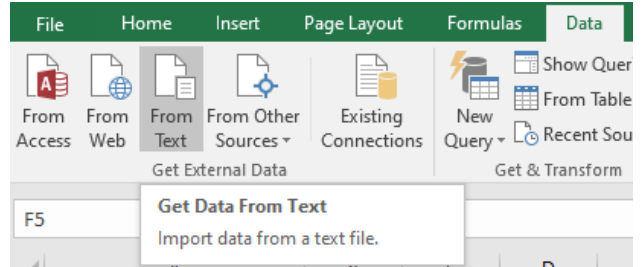 File Home Insert Page Layout Formulas Data
From Access
From Web
From Text
From Other Sources
Existing Connections
New Query
Show Quer
From Table
Recent Sou
Get External Data
Get & Transform
Get Data From Text
Import data from a text file.
F5